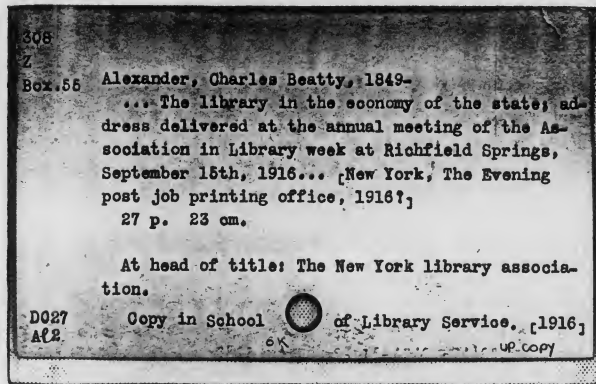 308
Z
Box.55 Alexander, Charles Beatty, 1849-
... The library in the economy of the state; ad-
dress delivered at the annual meeting of the As-
sociation in Library week at Richfield Springs,
September 15th, 1916... [New York, The Evening
post job printing office, 1916?]
27 p. 23 cm.
At head of title: The New York library associa-
tion.
D027 Copy in School of Library Service. [1916]
Al2 OK UP COPY